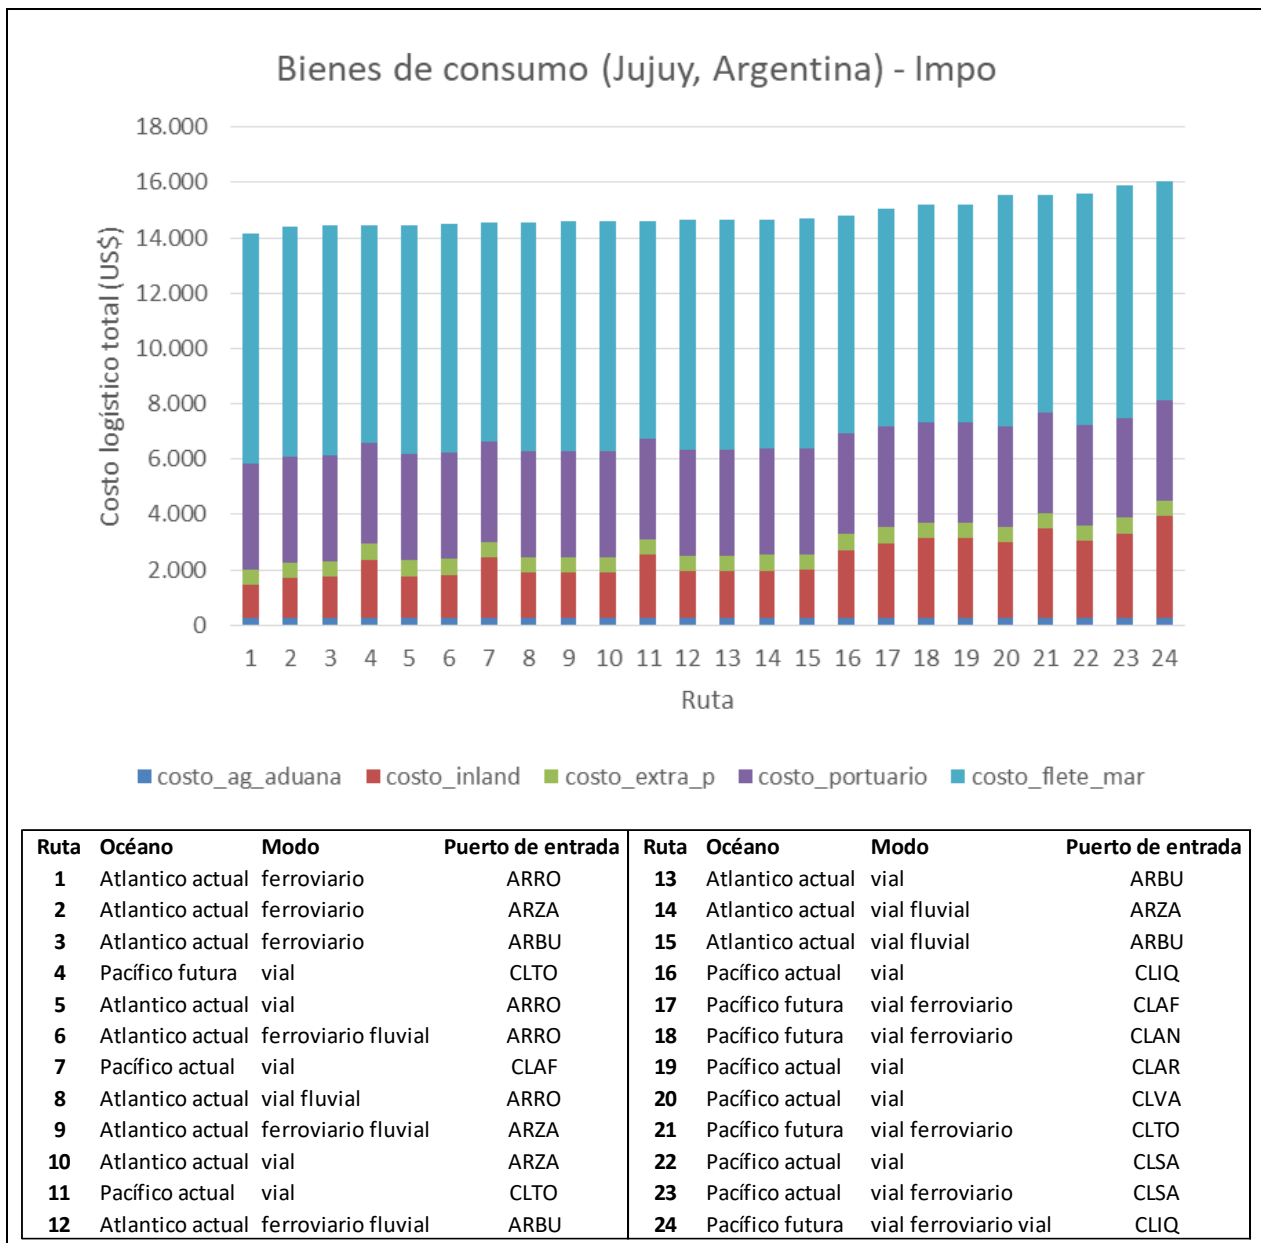 Bienes de consumo (Jujuy, Argentina) - Impo
18.000
16.000
14.000
12.000
10.000
8.000
6.000
4.000
2.000
0
Costo logístico total (US$)
1 2 3 4 5 6 7 8 9 10 11 12 13 14 15 16 17 18 19 20 21 22 23 24
Ruta
costo_ag_aduana costo_inland costo_extra_p costo_portuario costo_flete_mar
Ruta Océano Modo Puerto de entrada Ruta Océano Modo Puerto de entrada
1 Atlantico actual ferroviario ARRO 13 Atlantico actual vial ARBU
2 Atlantico actual ferroviario ARZA 14 Atlantico actual vial fluvial ARZA
3 Atlantico actual ferroviario ARBU 15 Atlantico actual vial fluvial ARBU
4 Pacífico futura vial CLTO 16 Pacífico actual vial CLIQ
5 Atlantico actual vial ARRO 17 Pacífico futura vial ferroviario CLAF
6 Atlantico actual ferroviario fluvial ARRO 18 Pacífico futura vial ferroviario CLAN
7 Pacífico actual vial CLAF 19 Pacífico actual vial CLAR
8 Atlantico actual vial fluvial ARRO 20 Pacífico actual vial CLVA
9 Atlantico actual ferroviario fluvial ARZA 21 Pacífico futura vial ferroviario CLTO
10 Atlantico actual vial ARZA 22 Pacífico actual vial CLSA
11 Pacífico actual vial CLTO 23 Pacífico actual vial ferroviario CLSA
12 Atlantico actual ferroviario fluvial ARBU 24 Pacífico futura vial ferroviario vial CLIQ